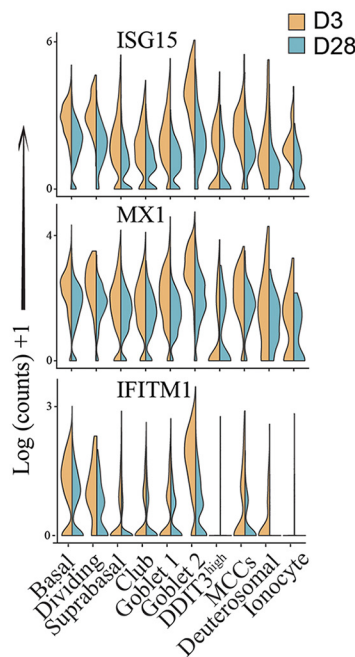 D3
D28
ISG15
6
0
MX1
4
0
IFITM1
3
0
Log (counts) +1
Basal
Dividing
Suprabasal
Club
Goblet 1
Goblet 2
DDIT3high
MCCs
Deuterosomal
Ionocyte